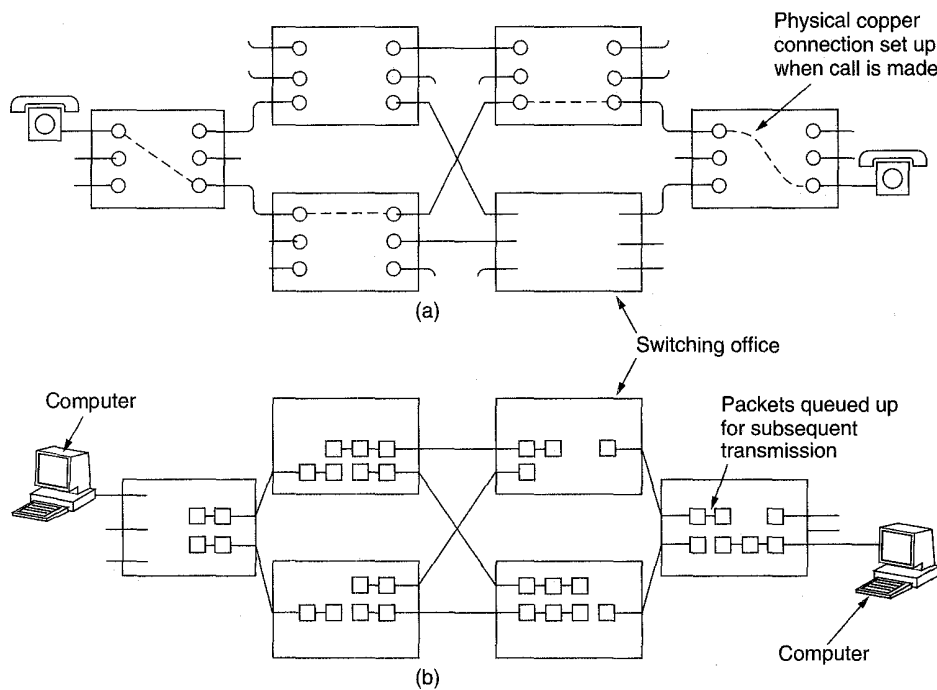 Physical copper
connection set up
when call is made
(a)
Switching office
Computer
Packets queued up
for subsequent
transmission
Computer
(b)